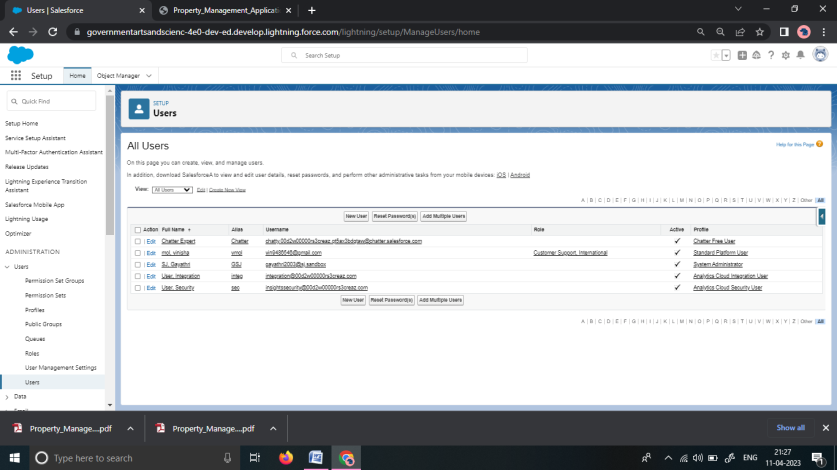 Users | Salesforce
Property_Management_Applicati
governmentartsandscienc-4e0-dev-ed.develop.lightning.force.com/lightning/setup/ManageUsers/home
Search Setup
Setup
Home
Object Manager
Quick Find
Setup Home
Service Setup Assistant
Multi-Factor Authentication Assistant
Release Updates
Lightning Experience Transition
Assistant
Salesforce Mobile App
Lightning Usage
Optimizer
ADMINISTRATION
Users
Permission Set Groups
Permission Sets
Profiles
Public Groups
Queues
Roles
User Management Settings
Users
Data
SETUP
Users
All Users
Help for this Page
On this page you can create, view, and manage users.
In addition, download SalesforceA to view and edit user details, reset passwords, and perform other administrative tasks from your mobile devices. iOS | Android
View: All Users Edit | Create New View
A | B | C | D | E | F | G | H | I | J | K | L | M | N | O | P | Q | R | S | T | U | V | W | X | Y | Z | Other | All
New User Reset Password(s) Add Multiple Users
Action Full Name Alias Username Role Active Profile
Edit Chatter Expert Chatter Chatter Free User
Edit mol, vinisha vmol vini948646@gmail.com Customer Support, International Standard Platform User
Edit SJ, Gayathri GSJ gayathri2003@sj.sandbox System Administrator
Edit User, Integration integ integration@00d2w00000rs3creaz.com Analytics Cloud Integration User
Edit User, Security sec insightssecurity@00d2w00000rs3creaz.com Analytics Cloud Security User
New User Reset Password(s) Add Multiple Users
A | B | C | D | E | F | G | H | I | J | K | L | M | N | O | P | Q | R | S | T | U | V | W | X | Y | Z | Other | All
Property_Manage....pdf
Property_Manage....pdf
Show all
Type here to search
ENG
21:27
11-04-2023
1